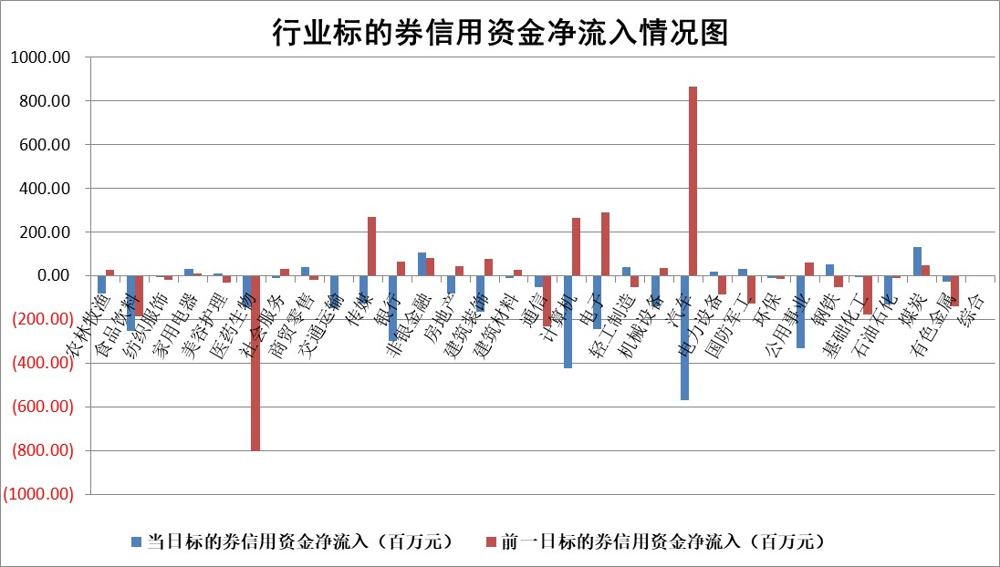 行业标的券信用资金净流入情况图
1000.00
800.00
600.00
400.00
200.00
0.00
(200.00)
(400.00)
(600.00)
(800.00)
(1000.00)
农林牧渔
食品饮料
纺织服饰
家用电器
美容护理
医药生物
社会服务
商贸零售
交通运输
传媒
银行
非银金融
房地产
建筑装饰
建筑材料
通信
计算机
电子
轻工制造
机械设备
汽车
电力设备
国防军工
环保
公用事业
钢铁
基础化工
石油石化
煤炭
有色金属
综合
当日标的券信用资金净流入（百万元）
前一日标的券信用资金净流入（百万元）